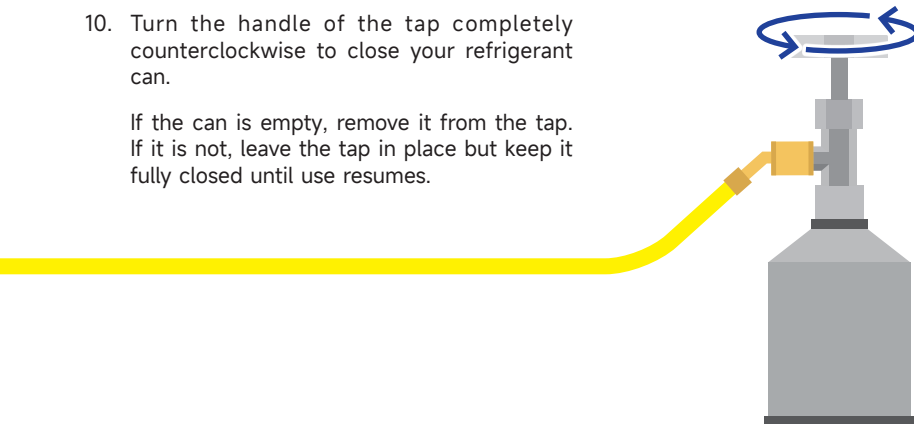 10. Turn the handle of the tap completely
counterclockwise to close your refrigerant
can.
If the can is empty, remove it from the tap.
If it is not, leave the tap in place but keep it
fully closed until use resumes.